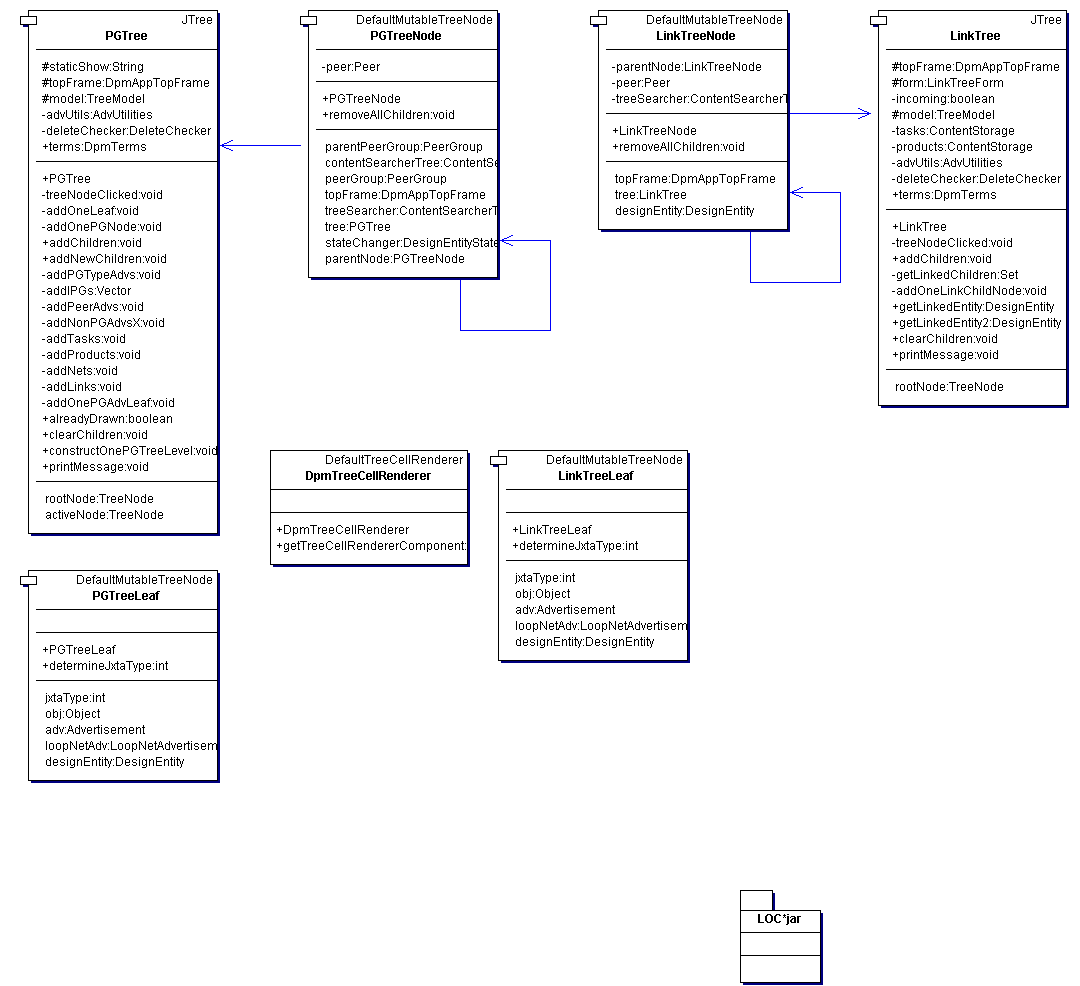 JTree
PGTree
#staticShow:String
#topFrame:DpmAppTopFrame
#model:TreeModel
-advUtils:AdvUtilities
-deleteChecker:DeleteChecker
+terms:DpmTerms
+PGTree
-treeNodeClicked:void
-addOneLeaf:void
-addOnePGNode:void
+addChildren:void
+addNewChildren:void
-addPGTypeAdvs:void
-addIPGs:Vector
-addPeerAdvs:void
-addNonPGAdvsX:void
-addTasks:void
-addProducts:void
-addNets:void
-addLinks:void
-addOnePGAdvLeaf:void
+alreadyDrawn:boolean
+clearChildren:void
+constructOnePGTreeLevel:void
+printMessage:void
rootNode:TreeNode
activeNode:TreeNode
DefaultMutableTreeNode
PGTreeNode
-peer:Peer
+PGTreeNode
+removeAllChildren:void
parentPeerGroup:PeerGroup
contentSearcherTree:ContentSe
peerGroup:PeerGroup
topFrame:DpmAppTopFrame
treeSearcher:ContentSearcherT
tree:PGTree
stateChanger:DesignEntityState
parentNode:PGTreeNode
DefaultMutableTreeNode
LinkTreeNode
-parentNode:LinkTreeNode
-peer:Peer
-treeSearcher:ContentSearcherT
+LinkTreeNode
+removeAllChildren:void
topFrame:DpmAppTopFrame
tree:LinkTree
designEntity:DesignEntity
JTree
LinkTree
#topFrame:DpmAppTopFrame
#form:LinkTreeForm
-incoming:boolean
#model:TreeModel
-tasks:ContentStorage
-products:ContentStorage
-advUtils:AdvUtilities
-deleteChecker:DeleteChecker
+terms:DpmTerms
+LinkTree
-treeNodeClicked:void
+addChildren:void
-getLinkedChildren:Set
-addOneLinkChildNode:void
+getLinkedEntity:DesignEntity
+getLinkedEntity2:DesignEntity
+clearChildren:void
+printMessage:void
rootNode:TreeNode
DefaultTreeCellRenderer
DpmTreeCellRenderer
+DpmTreeCellRenderer
+getTreeCellRendererComponent:
DefaultMutableTreeNode
LinkTreeLeaf
+LinkTreeLeaf
+determineJxtaType:int
jxtaType:int
obj:Object
adv:Advertisement
loopNetAdv:LoopNetAdvertisem
designEntity:DesignEntity
DefaultMutableTreeNode
PGTreeLeaf
+PGTreeLeaf
+determineJxtaType:int
jxtaType:int
obj:Object
adv:Advertisement
loopNetAdv:LoopNetAdvertisem
designEntity:DesignEntity
LOC*jar